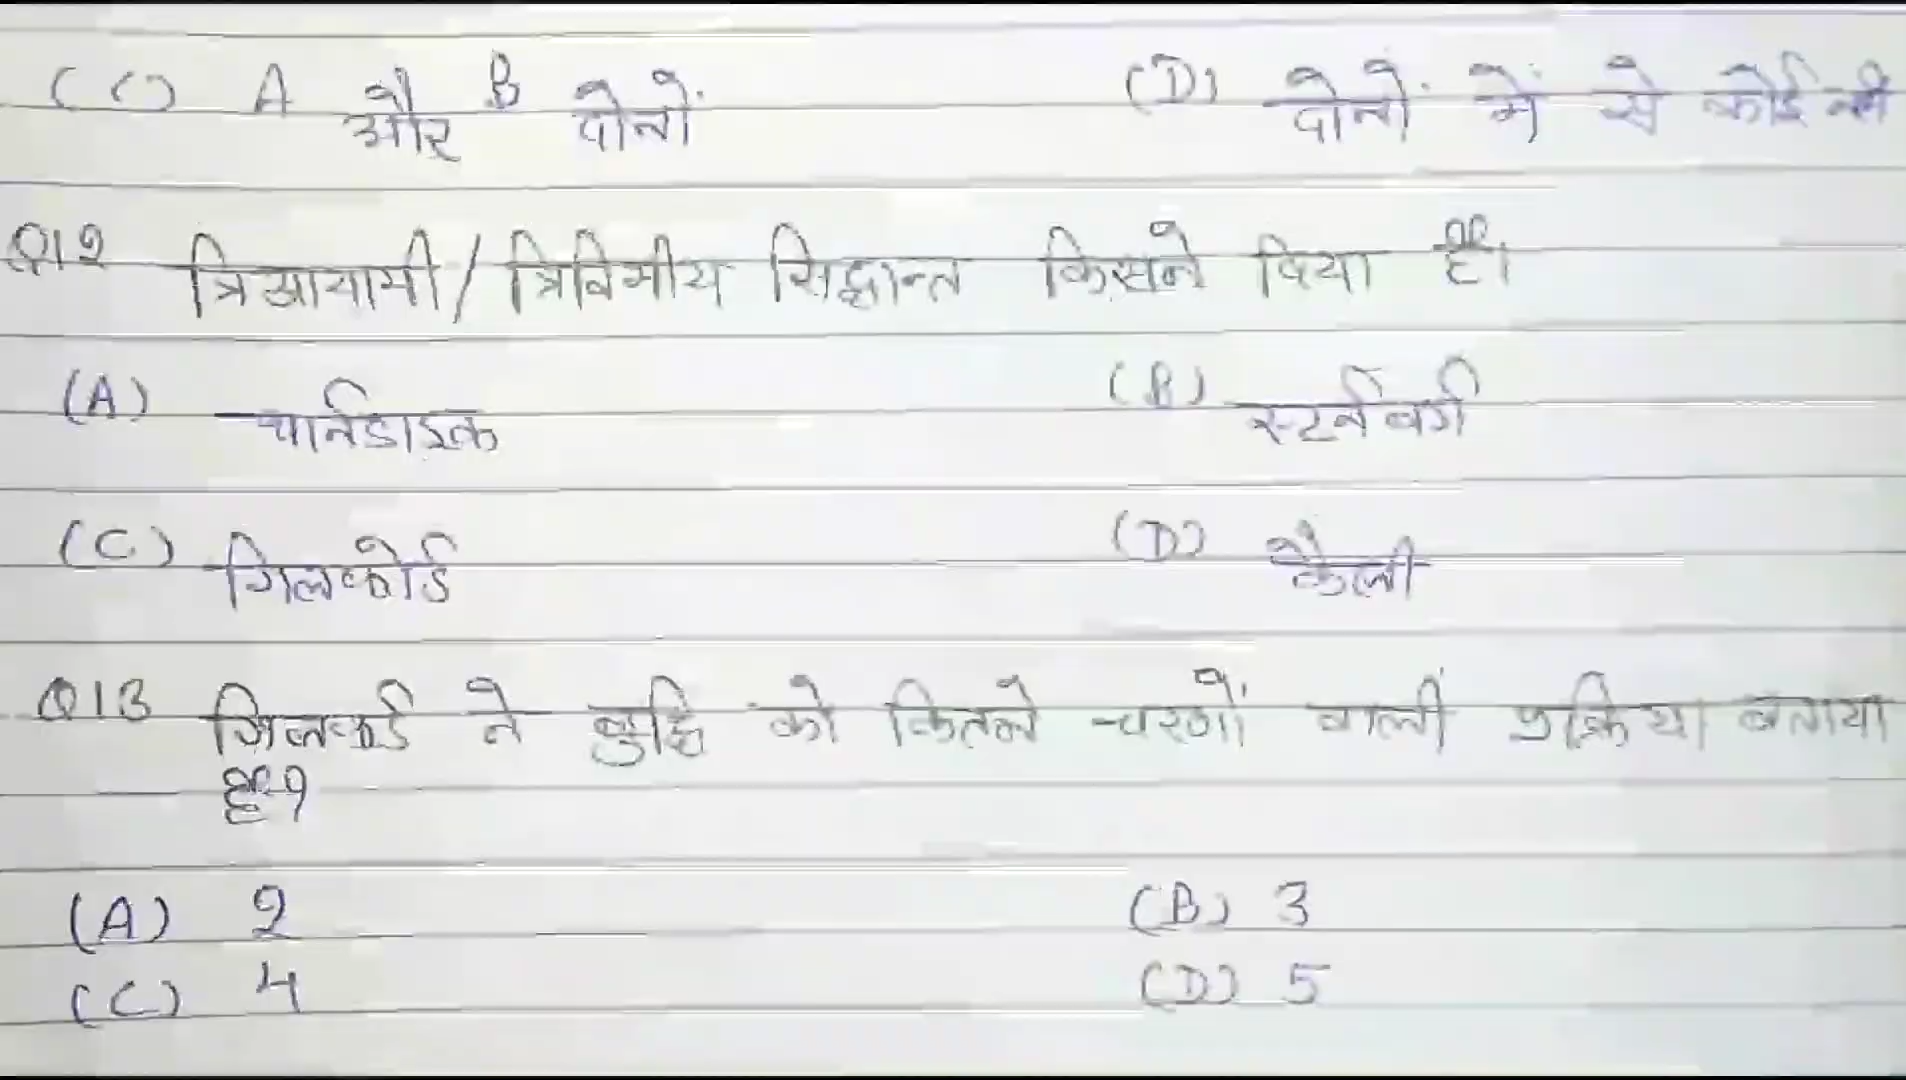 (C) A और B दोनों (D) दोनों में से कोई नही
Q12 त्रिआयामी/त्रिविमीय सिद्धान्त किसने दिया है।
(A) थार्नडाइक (B) स्टर्नबर्ग
(C) गिलफोर्ड (D) कैली
Q13 गिलफर्ड ने बुद्धि को कितने चरणों वाली प्रक्रिया बताया
है?
(A) 2 (B) 3
(C) 4 (D) 5